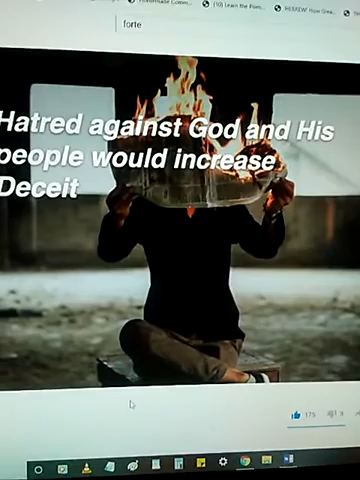 forte
Hatred against God and His
people would increase
Deceit
175